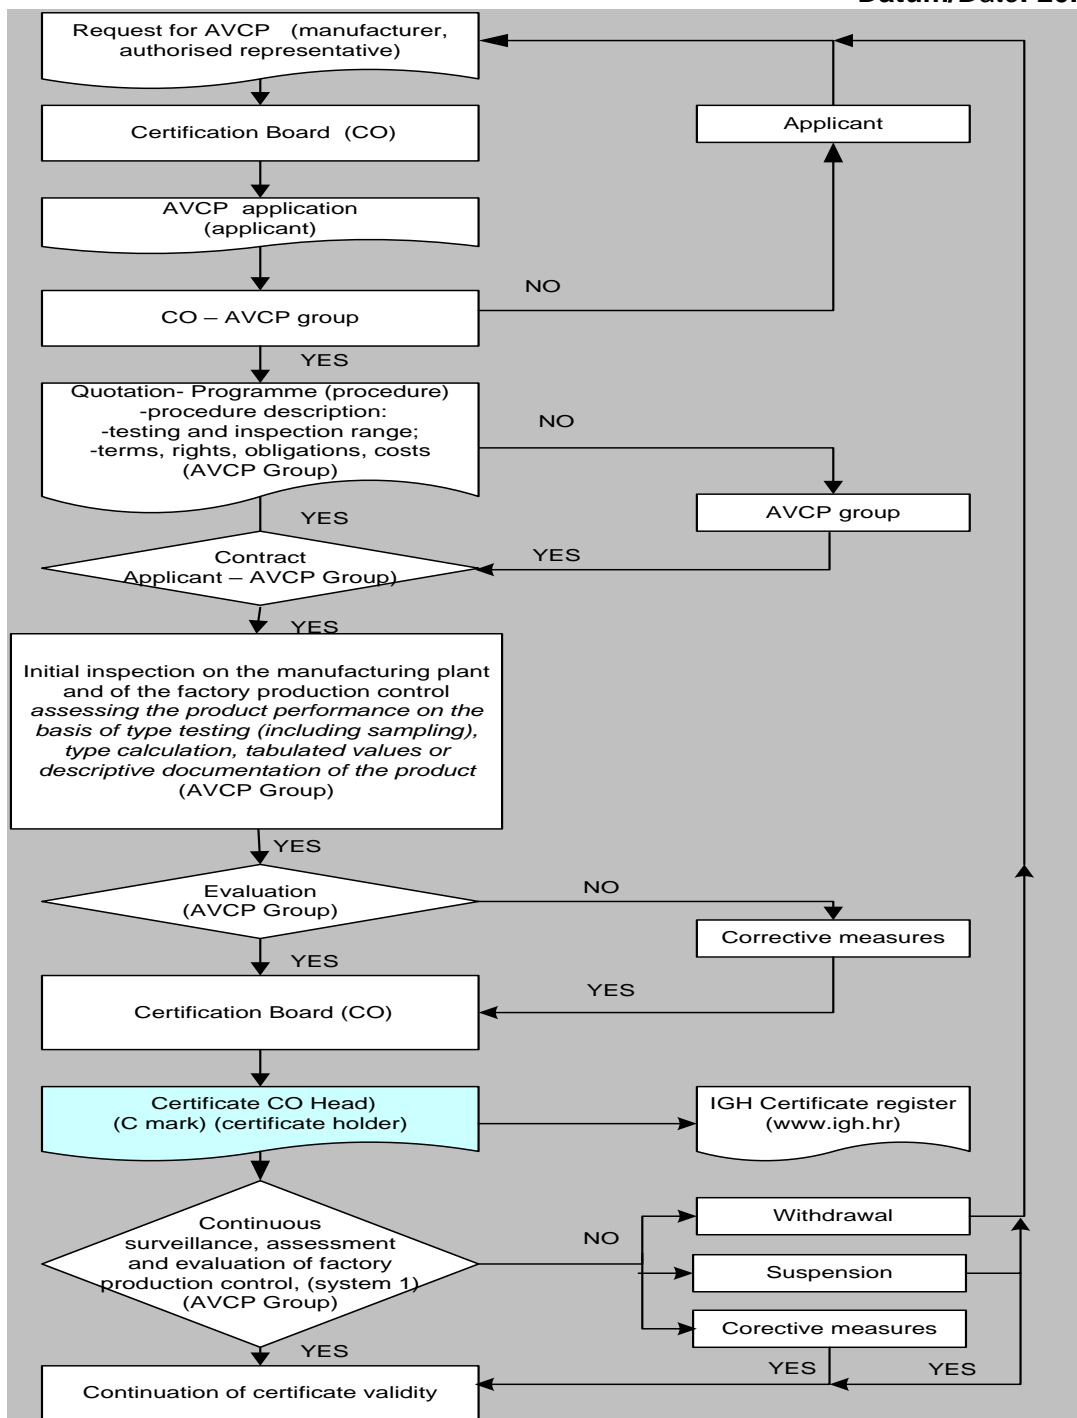 Request for AVCP (manufacturer,
authorised representative)
Applicant
Certification Board (CO)
AVCP application
(applicant)
NO
CO – AVCP group
YES
Quotation- Programme (procedure)
-procedure description:
-testing and inspection range;
-terms, rights, obligations, costs
(AVCP Group)
NO
AVCP group
YES
YES
Contract
Applicant – AVCP Group)
YES
Initial inspection on the manufacturing plant
and of the factory production control
assessing the product performance on the
basis of type testing (including sampling),
type calculation, tabulated values or
descriptive documentation of the product
(AVCP Group)
YES
Evaluation
(AVCP Group)
NO
Corrective measures
YES
YES
Certification Board (CO)
Certificate CO Head)
(C mark) (certificate holder)
IGH Certificate register
(www.igh.hr)
Continuous
surveillance, assessment
and evaluation of factory
production control, (system 1)
(AVCP Group)
NO
Withdrawal
Suspension
Corective measures
YES
YES
YES
Continuation of certificate validity